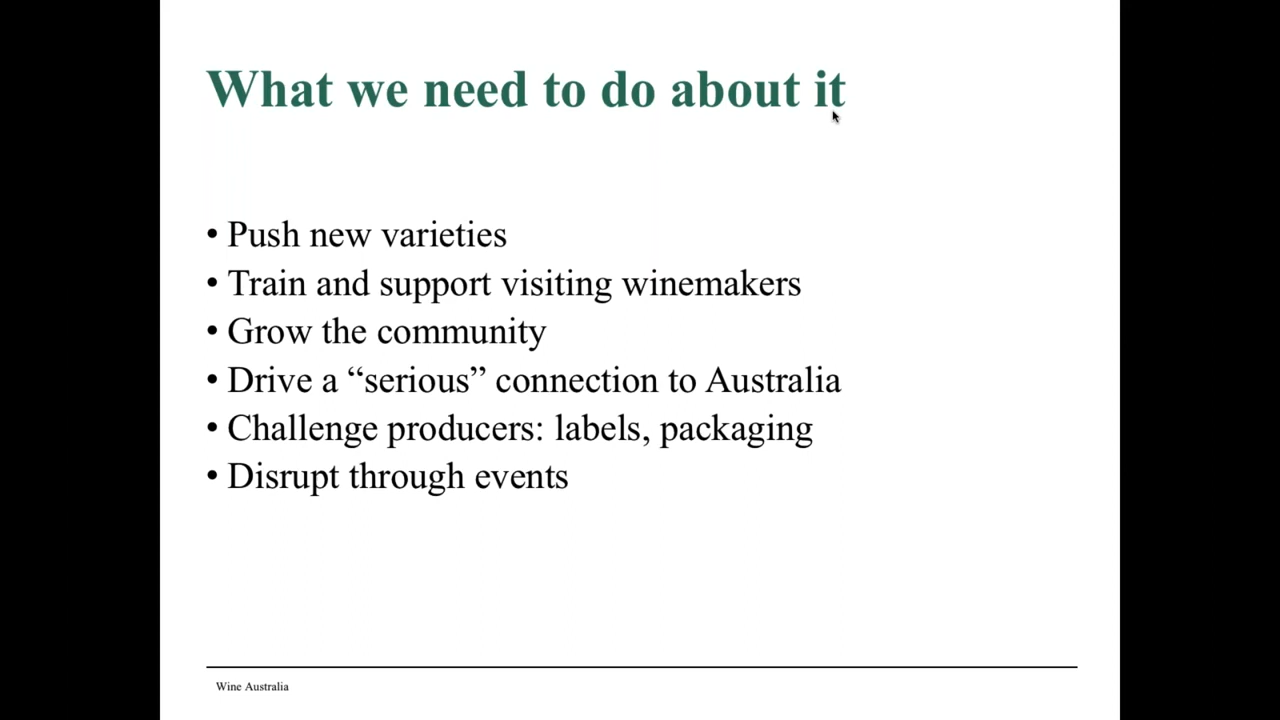 What we need to do about it
• Push new varieties
• Train and support visiting winemakers
• Grow the community
• Drive a “serious” connection to Australia
• Challenge producers: labels, packaging
• Disrupt through events
Wine Australia